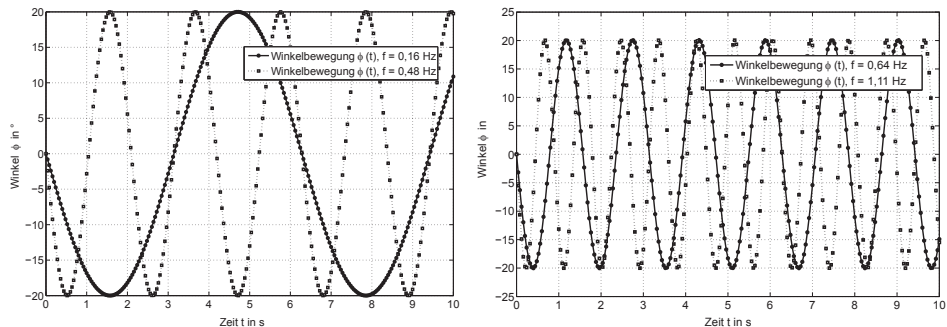 20
15
10
5
0
−5
−10
−15
−20
Winkel ϕ in °
Winkelbewegung ϕ (t), f = 0,16 Hz
Winkelbewegung ϕ (t), f = 0,48 Hz
0 1 2 3 4 5 6 7 8 9 10
Zeit t in s
25
20
15
10
5
0
−5
−10
−15
−20
−25
Winkel ϕ in
Winkelbewegung ϕ (t), f = 0,64 Hz
Winkelbewegung ϕ (t), f = 1,11 Hz
0 1 2 3 4 5 6 7 8 9 10
Zeit t in s